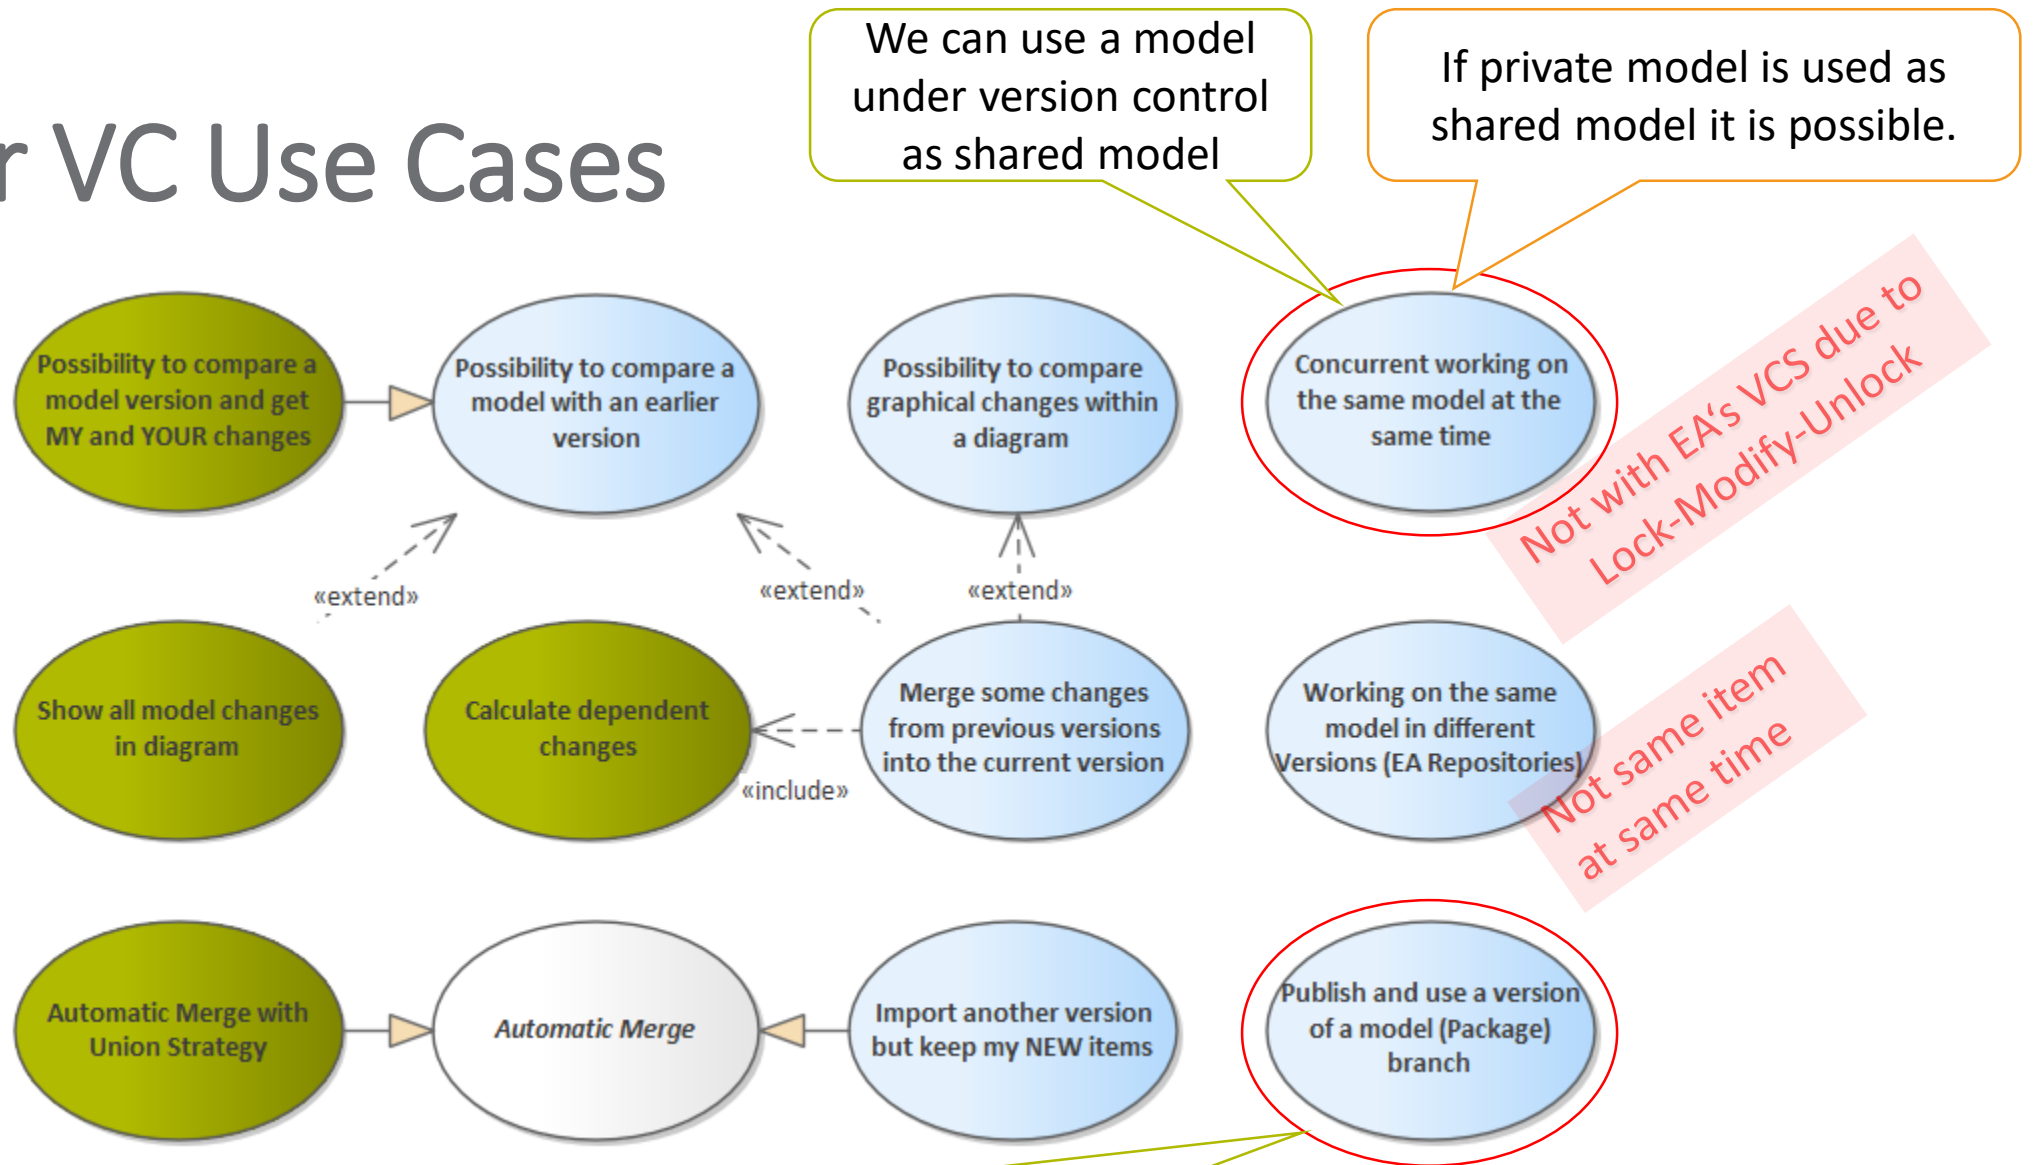 r VC Use Cases
We can use a model
under version control
as shared model
If private model is used as
shared model it is possible.
Possibility to compare a
model version and get
MY and YOUR changes
Possibility to compare a
model with an earlier
version
Possibility to compare
graphical changes within
a diagram
Concurrent working on
the same model at the
same time
Not with EA‘s VCS due to
Lock-Modify-Unlock
«extend»
«extend»
«extend»
Show all model changes
in diagram
Calculate dependent
changes
«include»
Merge some changes
from previous versions
into the current version
Working on the same
model in different
Versions (EA Repositories)
Not same item
at same time
Automatic Merge with
Union Strategy
Automatic Merge
Import another version
but keep my NEW items
Publish and use a version
of a model (Package)
branch